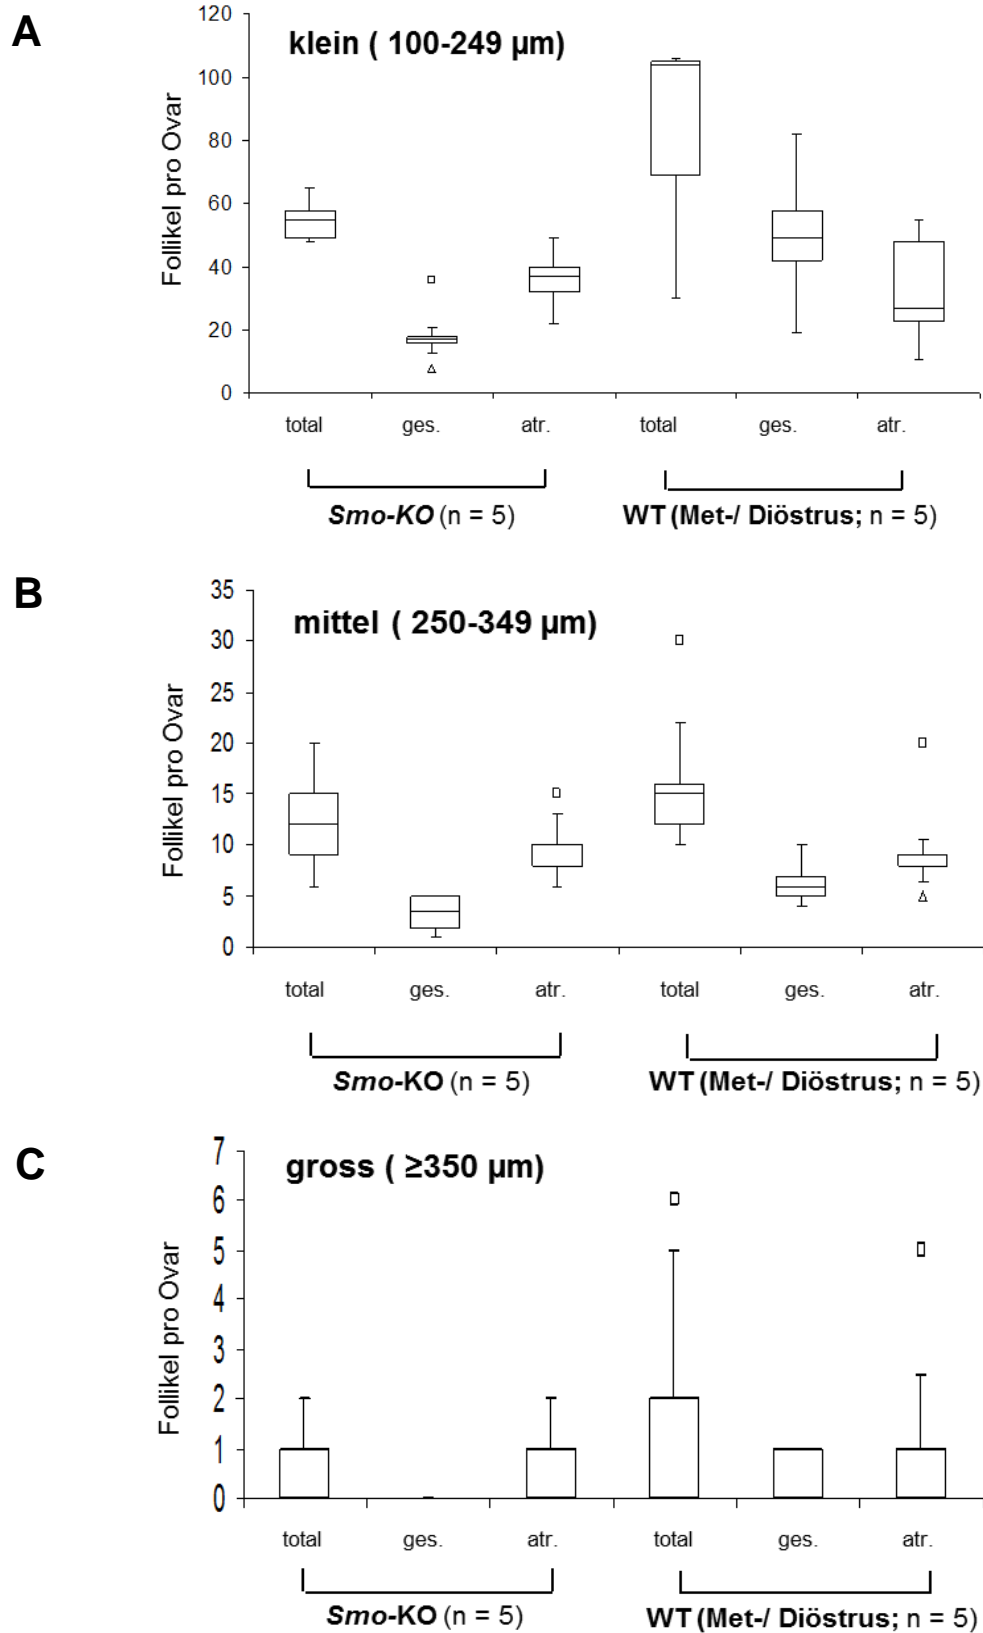 A
klein ( 100-249 µm)
Follikel pro Ovar
120
100
80
60
40
20
0
total ges. atr. total ges. atr.
Smo-KO (n = 5) WT (Met-/ Diöstrus; n = 5)
B
mittel ( 250-349 µm)
Follikel pro Ovar
35
30
25
20
15
10
5
0
total ges. atr. total ges. atr.
Smo-KO (n = 5) WT (Met-/ Diöstrus; n = 5)
C
gross ( ≥350 µm)
Follikel pro Ovar
7
6
5
4
3
2
1
0
total ges. atr. total ges. atr.
Smo-KO (n = 5) WT (Met-/ Diöstrus; n = 5)